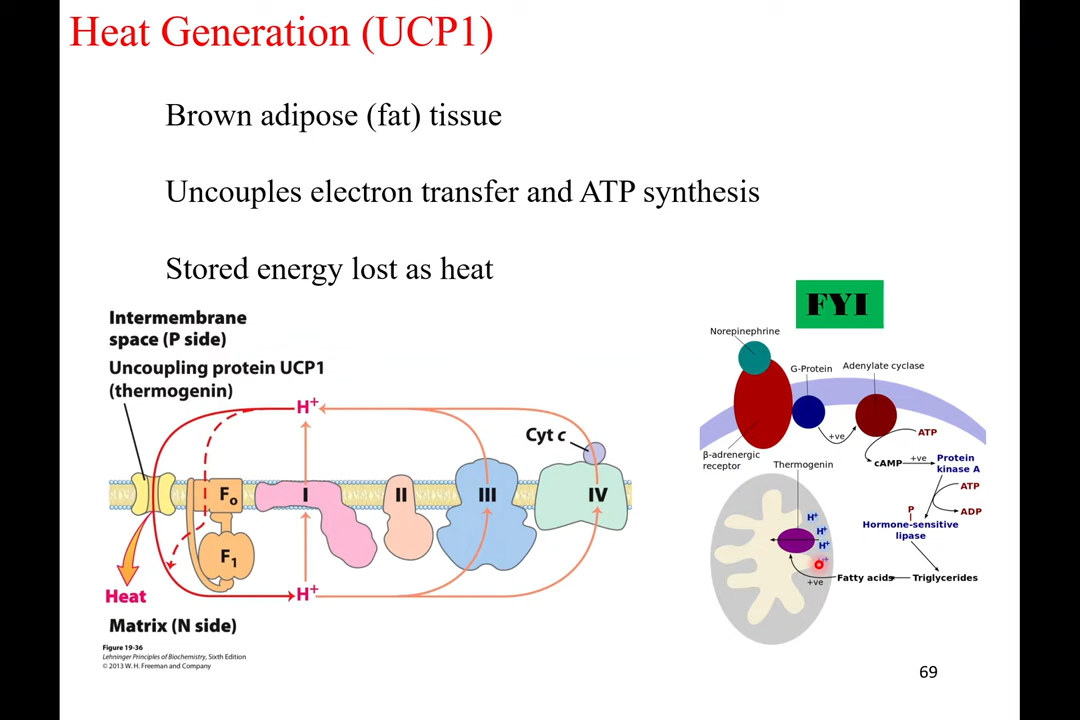 Heat Generation (UCP1)
Brown adipose (fat) tissue
Uncouples electron transfer and ATP synthesis
Stored energy lost as heat
Intermembrane
space (P side)
Uncoupling protein UCP1
(thermogenin)
H+
Cyt c
Fo
I
II
III
IV
F1
Heat
H+
Matrix (N side)
Figure 19-36
Lehninger Principles of Biochemistry, Sixth Edition
© 2013 W. H. Freeman and Company
FYI
Norepinephrine
G-Protein
Adenylate cyclase
+ve
ATP
β-adrenergic
receptor
Thermogenin
cAMP
+ve
Protein
kinase A
ATP
ADP
P
Hormone-sensitive
lipase
H+
H+
H+
+ve
Fatty acids
Triglycerides
69